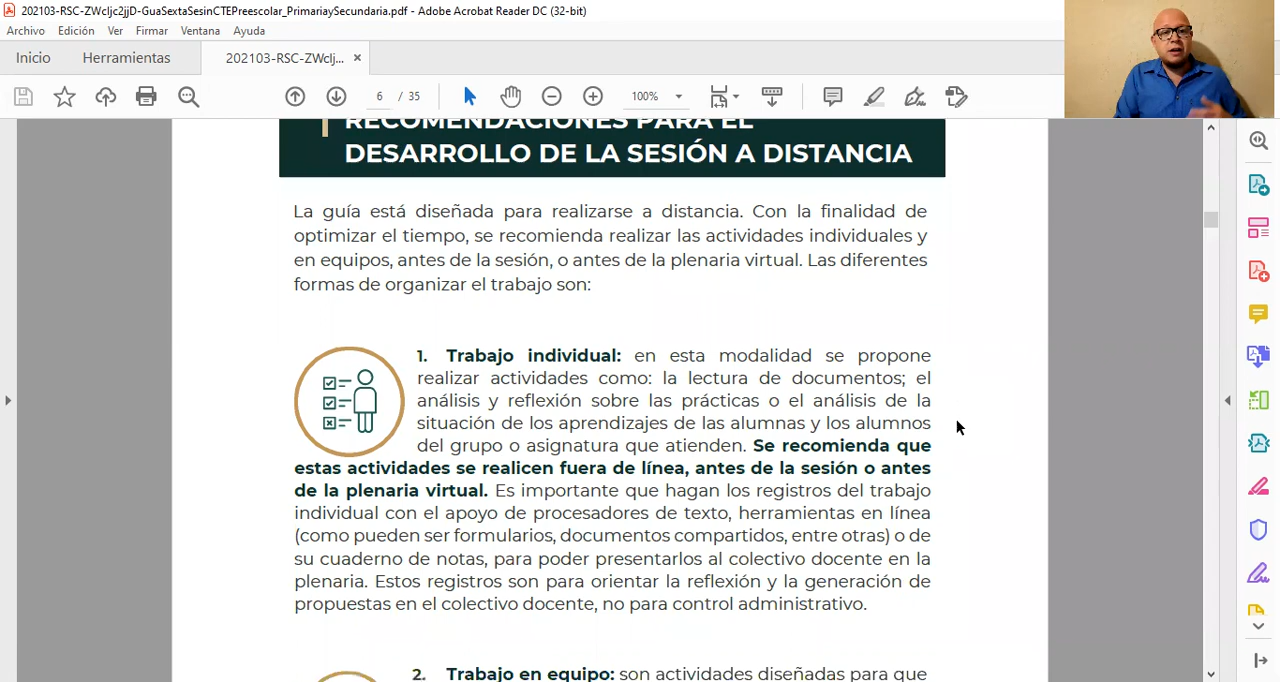 202103-RSC-ZWcljc2jjD-GuaSextaSesinCTEPreescolar_PrimariaySecundaria.pdf - Adobe Acrobat Reader DC (32-bit)
Archivo Edición Ver Firmar Ventana Ayuda
Inicio Herramientas 202103-RSC-ZWclj... ×
6 / 35 100%
RECOMENDACIONES PARA EL
DESARROLLO DE LA SESIÓN A DISTANCIA
La guía está diseñada para realizarse a distancia. Con la finalidad de
optimizar el tiempo, se recomienda realizar las actividades individuales y
en equipos, antes de la sesión, o antes de la plenaria virtual. Las diferentes
formas de organizar el trabajo son:
1. Trabajo individual: en esta modalidad se propone
realizar actividades como: la lectura de documentos; el
análisis y reflexión sobre las prácticas o el análisis de la
situación de los aprendizajes de las alumnas y los alumnos
del grupo o asignatura que atienden. Se recomienda que
estas actividades se realicen fuera de línea, antes de la sesión o antes
de la plenaria virtual. Es importante que hagan los registros del trabajo
individual con el apoyo de procesadores de texto, herramientas en línea
(como pueden ser formularios, documentos compartidos, entre otras) o de
su cuaderno de notas, para poder presentarlos al colectivo docente en la
plenaria. Estos registros son para orientar la reflexión y la generación de
propuestas en el colectivo docente, no para control administrativo.
2. Trabajo en equipo: son actividades diseñadas para que